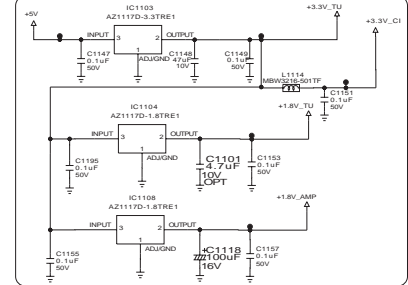 IC1103
AZ1117D-3.3TRE1
+5V
+3.3V_TU
+3.3V_CI
INPUT 3 2 OUTPUT
1
ADJ/GND
C1147
0.1uF
50V
C1148
47uF
10V
C1149
0.1uF
50V
L1114
MBW3216-501TF
C1151
0.1uF
50V
IC1104
AZ1117D-1.8TRE1
+1.8V_TU
INPUT 3 2 OUTPUT
1
ADJ/GND
C1195
0.1uF
50V
C1101
4.7uF
10V
OPT
C1153
0.1uF
50V
IC1108
AZ1117D-1.8TRE1
+1.8V_AMP
INPUT 3 2 OUTPUT
1
ADJ/GND
C1155
0.1uF
50V
+
C1118
100uF
16V
C1157
0.1uF
50V